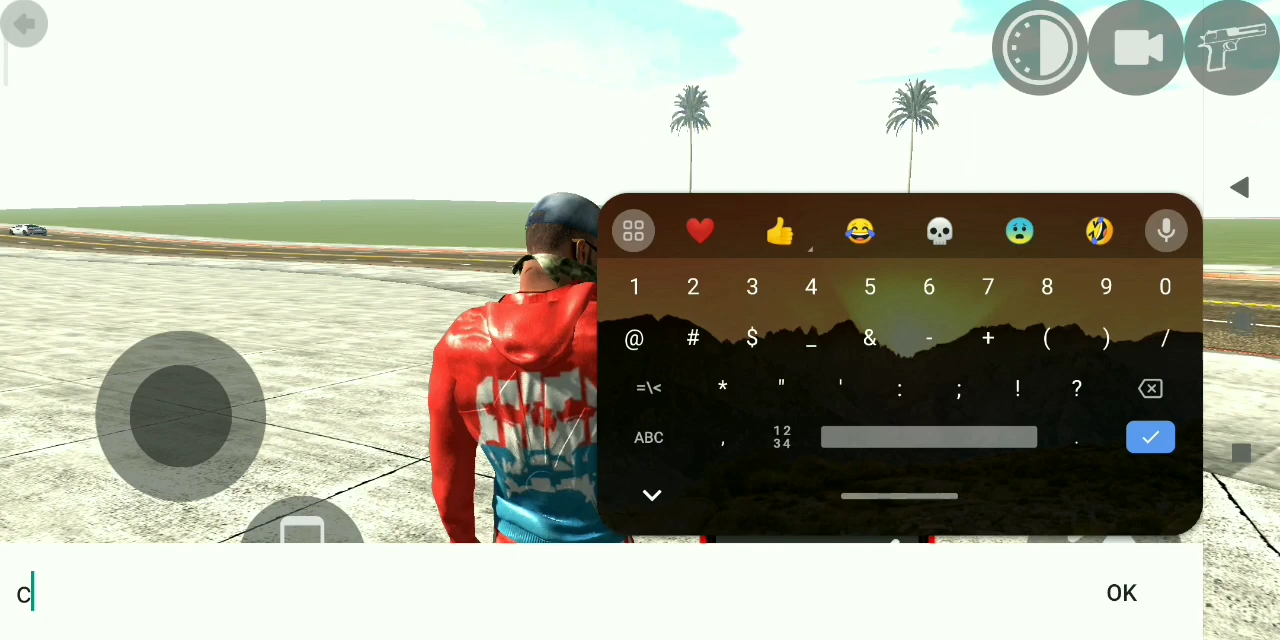 1 2 3 4 5 6 7 8 9 0
@ # $ _ & - + ( ) /
=\< * " ' : ; ! ?
ABC , 12 .
34
c OK